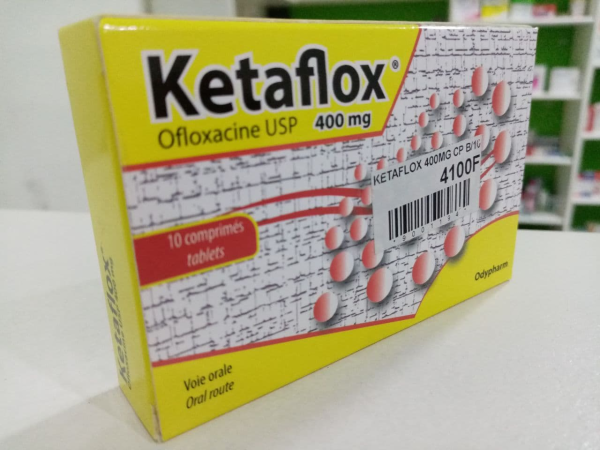 Ketaflox®
Ofloxacine USP 400 mg
KETAFLOX 400MG CP B/10
4100F
10 comprimés
tablets
Odypharm
Voie orale
Oral route
Ketaflox